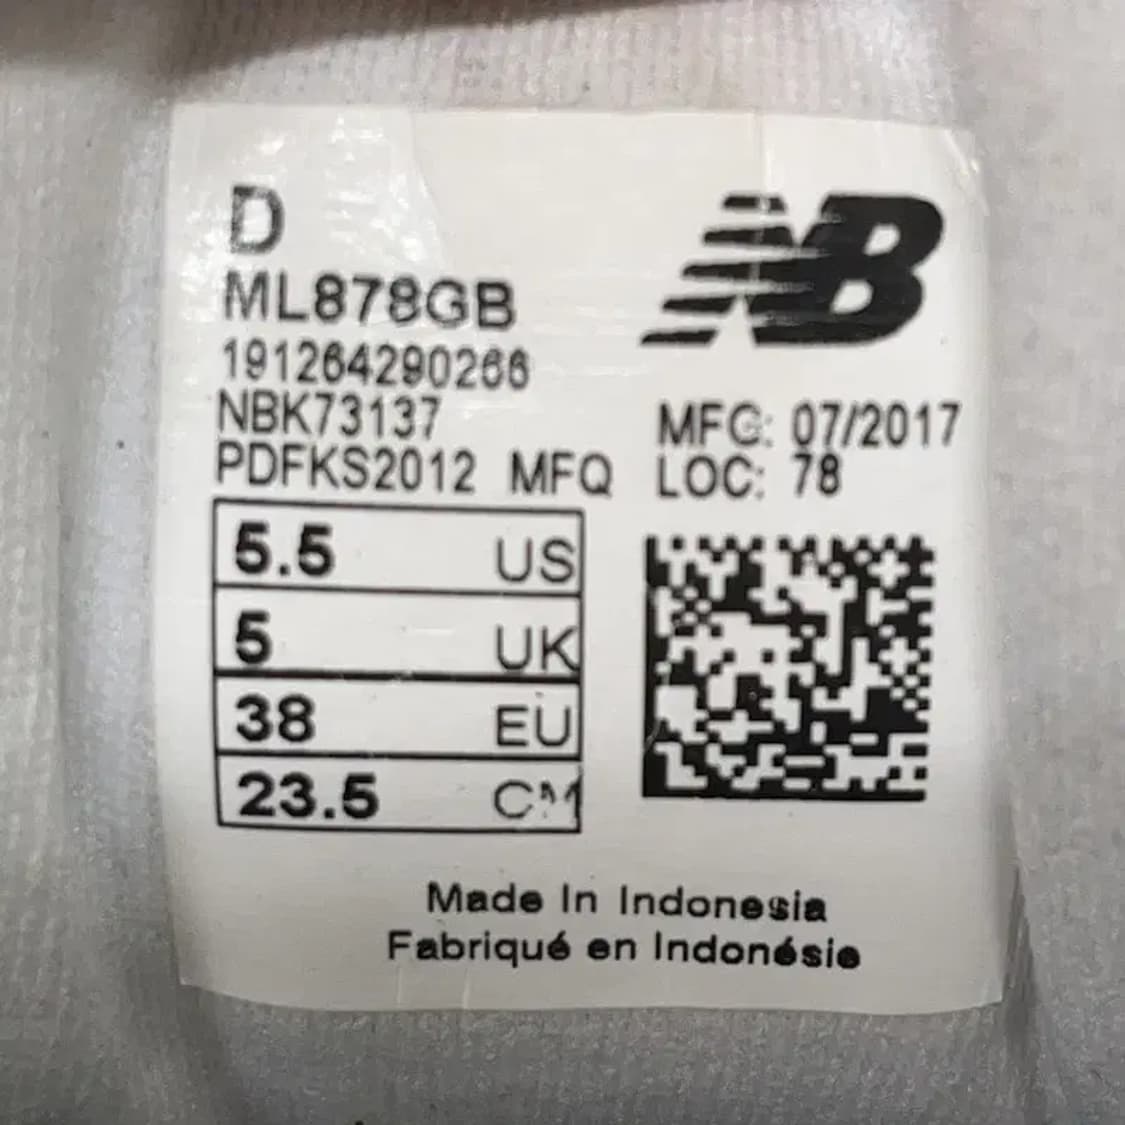 D
NB
ML878GB
191264290266
NBK73137
MFG: 07/2017
PDFKS2012 MFQ
LOC: 78
5.5 US
5 UK
38 EU
23.5 CM
Made In Indonesia
Fabriqué en Indonésie